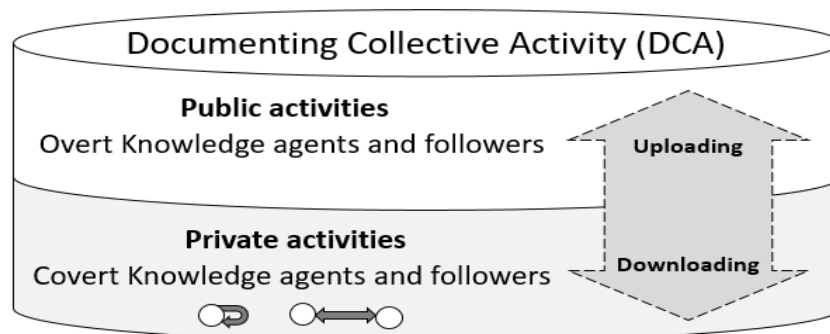 Documenting Collective Activity (DCA)
Public activities
Overt Knowledge agents and followers
Uploading
Private activities
Covert Knowledge agents and followers
Downloading